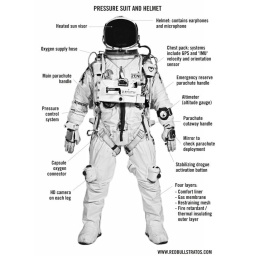 PRESSURE SUIT AND HELMET
Heated sun visor
Helmet: contains earphones
and microphone
Oxygen supply hose
Chest pack: systems
include GPS and "IMU"
velocity and orientation
sensor
Main parachute
handle
Emergency reserve
parachute handle
Altimeter
(altitude gauge)
Pressure
control
system
Parachute
cutaway handle
Mirror to
check parachute
deployment
Capsule
oxygen
connector
Stabilizing drogue
activation button
HD camera
on each leg
Four layers:
- Comfort liner
- Gas membrane
- Restraining mesh
- Fire retardant /
thermal insulating
outer layer
WWW.REDBULLSTRATOS.COM